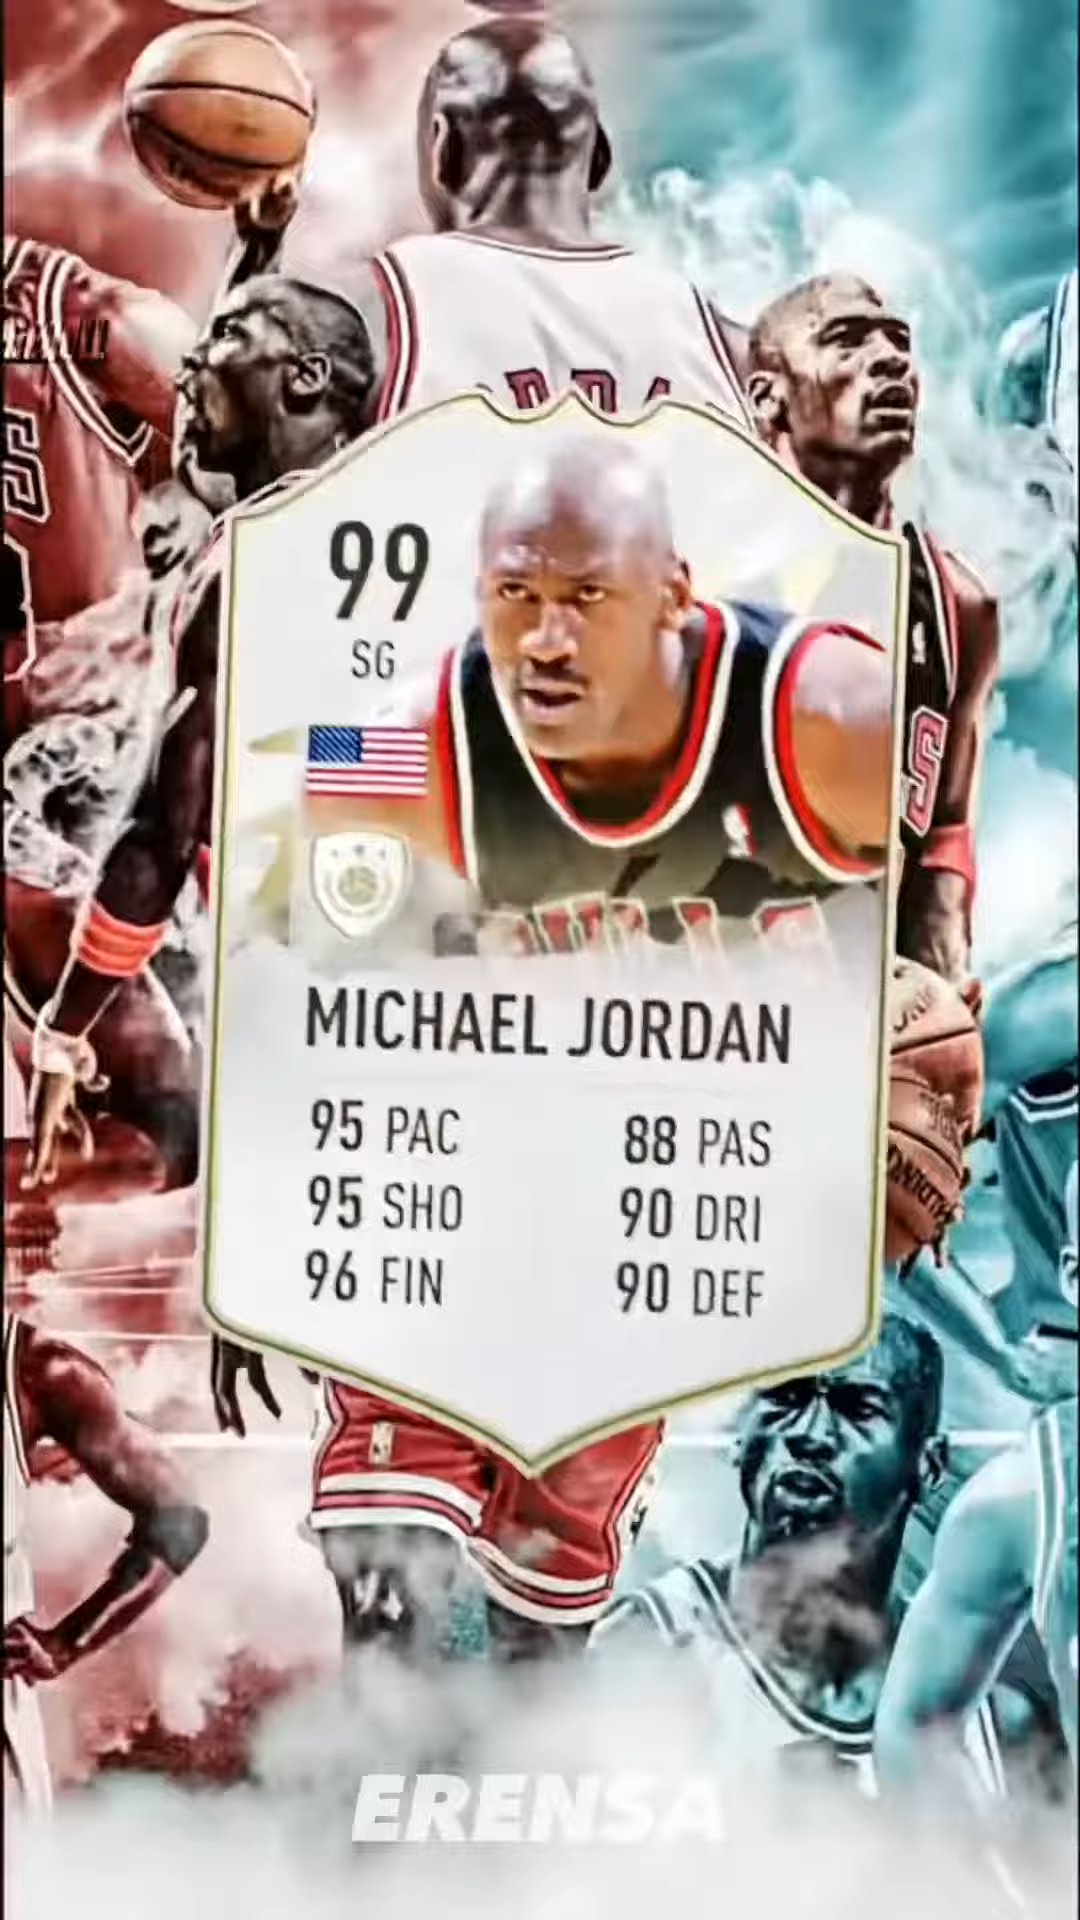 99
SG
MICHAEL JORDAN
95 PAC
95 SHO
96 FIN
88 PAS
90 DRI
90 DEF
ERENSA